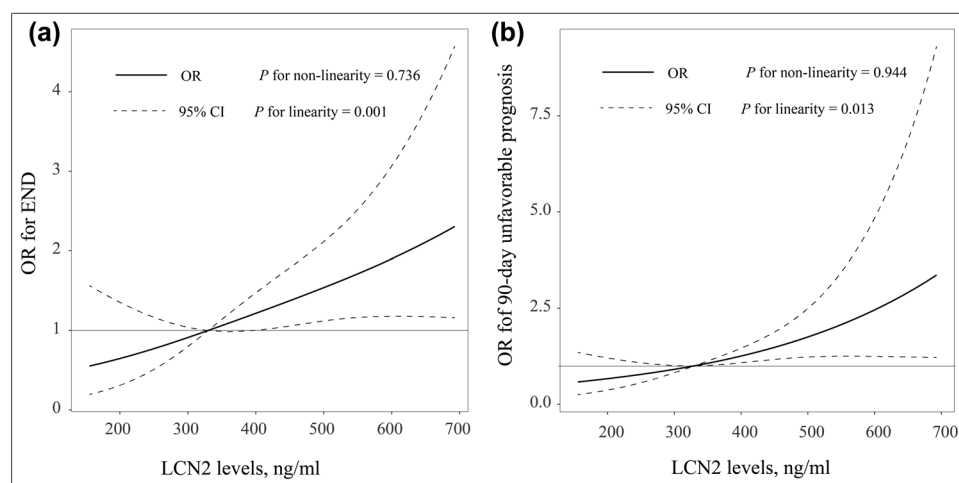 (a)
OR P for non-linearity = 0.736
95% CI P for linearity = 0.001
OR for END
4
3
2
1
0
200 300 400 500 600 700
LCN2 levels, ng/ml
(b)
OR P for non-linearity = 0.944
95% CI P for linearity = 0.013
OR fof 90-day unfavorable prognosis
7.5
5.0
2.5
0.0
200 300 400 500 600 700
LCN2 levels, ng/ml